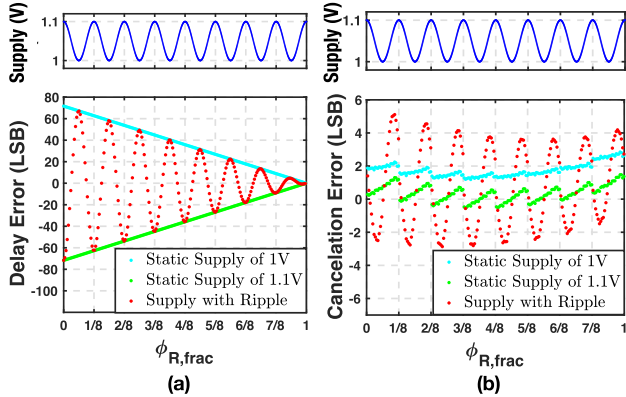 Supply (V)
1.1
1
Delay Error (LSB)
80
60
40
20
0
-20
-40
-60
-80
-100
Static Supply of 1V
Static Supply of 1.1V
Supply with Ripple
0 1/8 2/8 3/8 4/8 5/8 6/8 7/8 1
ϕR,frac
(a)
Supply (V)
1.1
1
Cancelation Error (LSB)
6
4
2
0
-2
-4
-6
Static Supply of 1V
Static Supply of 1.1V
Supply with Ripple
0 1/8 2/8 3/8 4/8 5/8 6/8 7/8 1
ϕR,frac
(b)